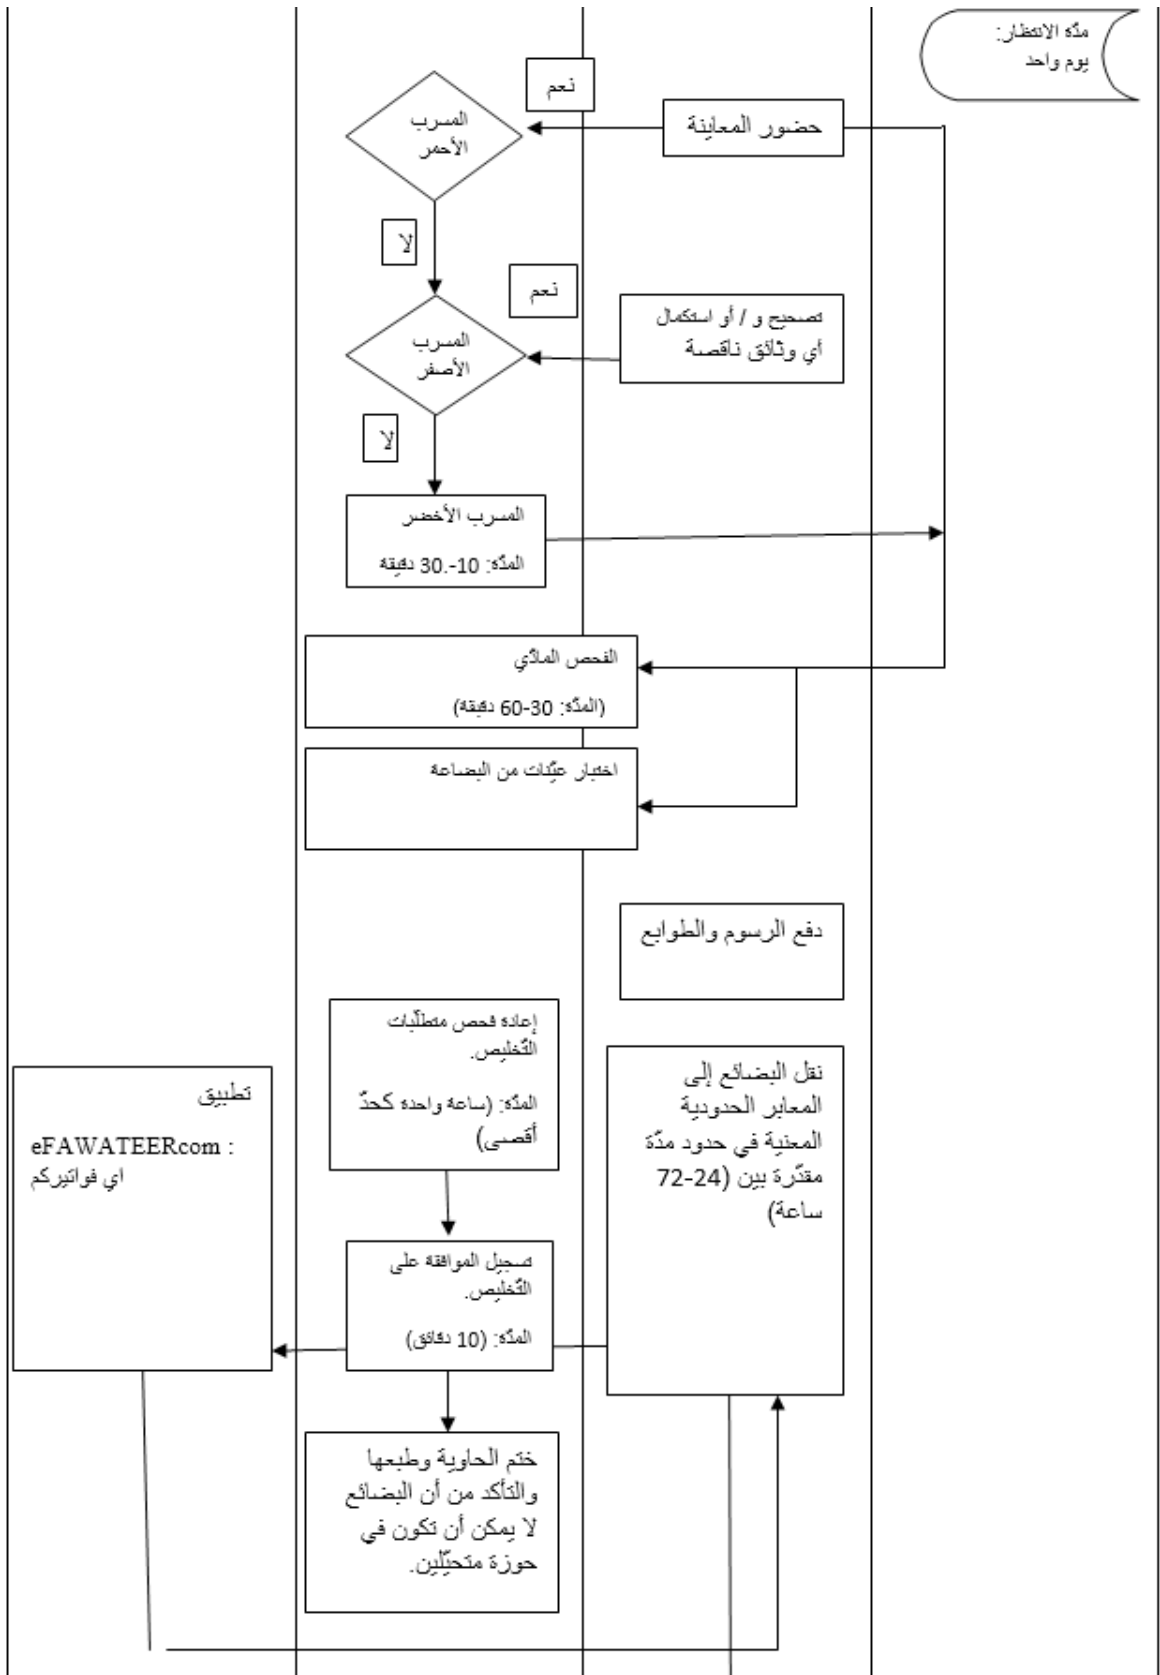 مدّة الانتظار:
يوم واحد
نعم
حضور المعاينة
المسرب
الأحمر
لا
نعم
تصحيح و / أو استكمال
أي وثائق ناقصة
المسرب
الأصفر
لا
المسرب الأخضر
المدّة: 10-.30 دقيقة
الفحص المادّي
(المدّة: 30-60 دقيقة)
اختبار عيّنات من البضاعة
دفع الرسوم والطوابع
إعادة فحص متطلّبات
التّخليص.
المدّة: (ساعة واحدة كحدّ
أقصى)
نقل البضائع إلى
المعابر الحدودية
المعنية في حدود مدّة
مقدّرة بين (24-72
ساعة)
تطبيق
eFAWATEERcom :
اي فواتيركم
تسجيل الموافقة على
التّخليص.
المدّة: (10 دقائق)
ختم الحاوية وطبعها
والتأكد من أن البضائع
لا يمكن أن تكون في
حوزة متحيّلين.